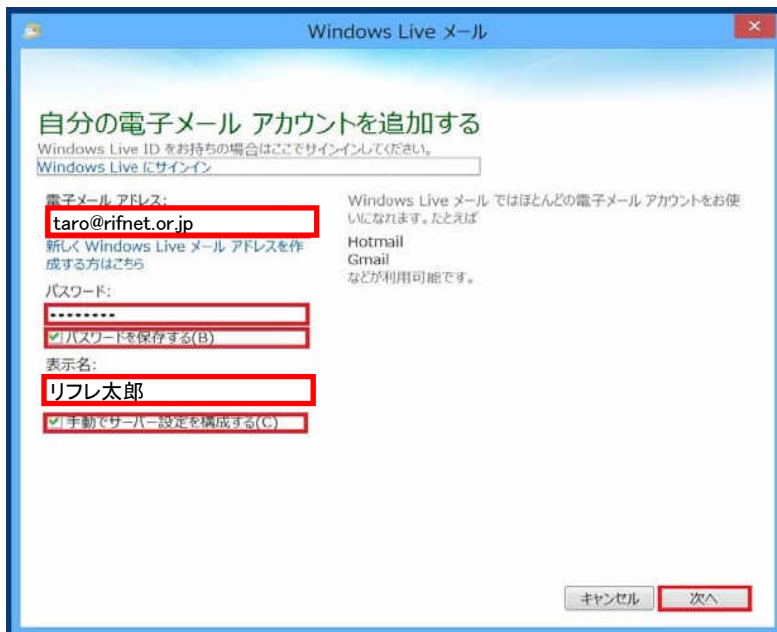 Windows Live メール
自分の電子メール アカウントを追加する
Windows Live ID をお持ちの場合はここでサインインしてください。
Windows Live にサインイン
電子メール アドレス:
taro@rifnet.or.jp
新しく Windows Live メール アドレスを作
成する方はこちら
パスワード:
••••••••
パスワードを保存する(B)
表示名:
リフレ太郎
手動でサーバー設定を構成する(C)
Windows Live メール ではほとんどの電子メール アカウントをお使
いになれます。たとえば
Hotmail
Gmail
などが利用可能です。
キャンセル
次へ